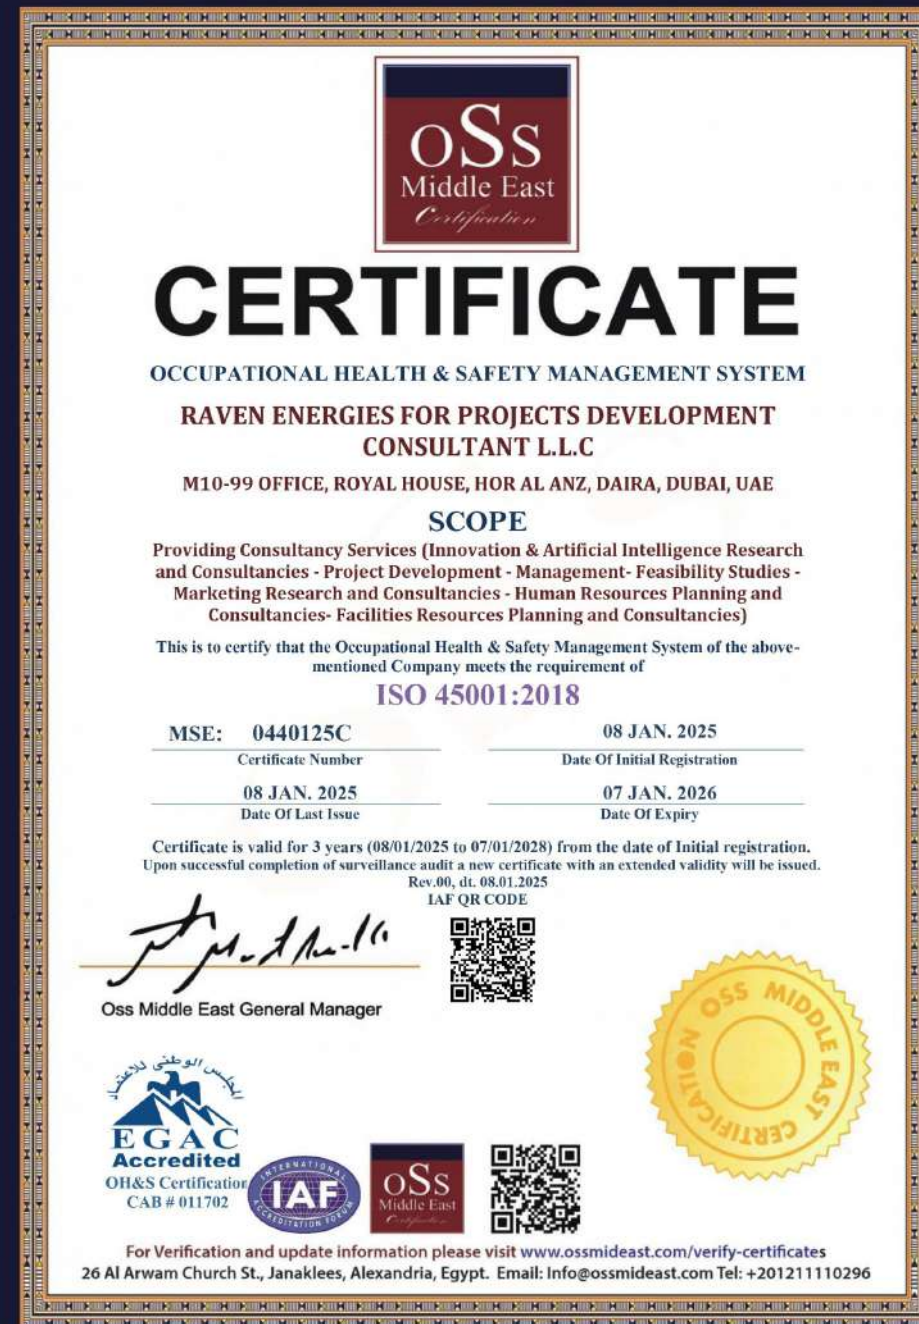 OSS
Middle East
Certification
CERTIFICATE
OCCUPATIONAL HEALTH & SAFETY MANAGEMENT SYSTEM
RAVEN ENERGIES FOR PROJECTS DEVELOPMENT
CONSULTANT L.L.C
M10-99 OFFICE, ROYAL HOUSE, HOR AL ANZ, DAIRA, DUBAI, UAE
SCOPE
Providing Consultancy Services (Innovation & Artificial Intelligence Research
and Consultancies - Project Development - Management- Feasibility Studies -
Marketing Research and Consultancies - Human Resources Planning and
Consultancies- Facilities Resources Planning and Consultancies)
This is to certify that the Occupational Health & Safety Management System of the above-
mentioned Company meets the requirement of
ISO 45001:2018
MSE: 0440125C
Certificate Number
08 JAN. 2025
Date Of Initial Registration
08 JAN. 2025
Date Of Last Issue
07 JAN. 2026
Date Of Expiry
Certificate is valid for 3 years (08/01/2025 to 07/01/2028) from the date of Initial registration.
Upon successful completion of surveillance audit a new certificate with an extended validity will be issued.
Rev.00, dt. 08.01.2025
IAF QR CODE
Oss Middle East General Manager
OSS MIDDLE EAST CERTIFICATION
المجلس الوطني للاعتماد
EGAC
Accredited
OH&S Certification
CAB # 011702
INTERNATIONAL
IAF
ACCREDITATION FORUM
OSS
Middle East
Certification
For Verification and update information please visit www.ossmideast.com/verify-certificates
26 Al Arwam Church St., Janaklees, Alexandria, Egypt. Email: Info@ossmideast.com Tel: +201211110296